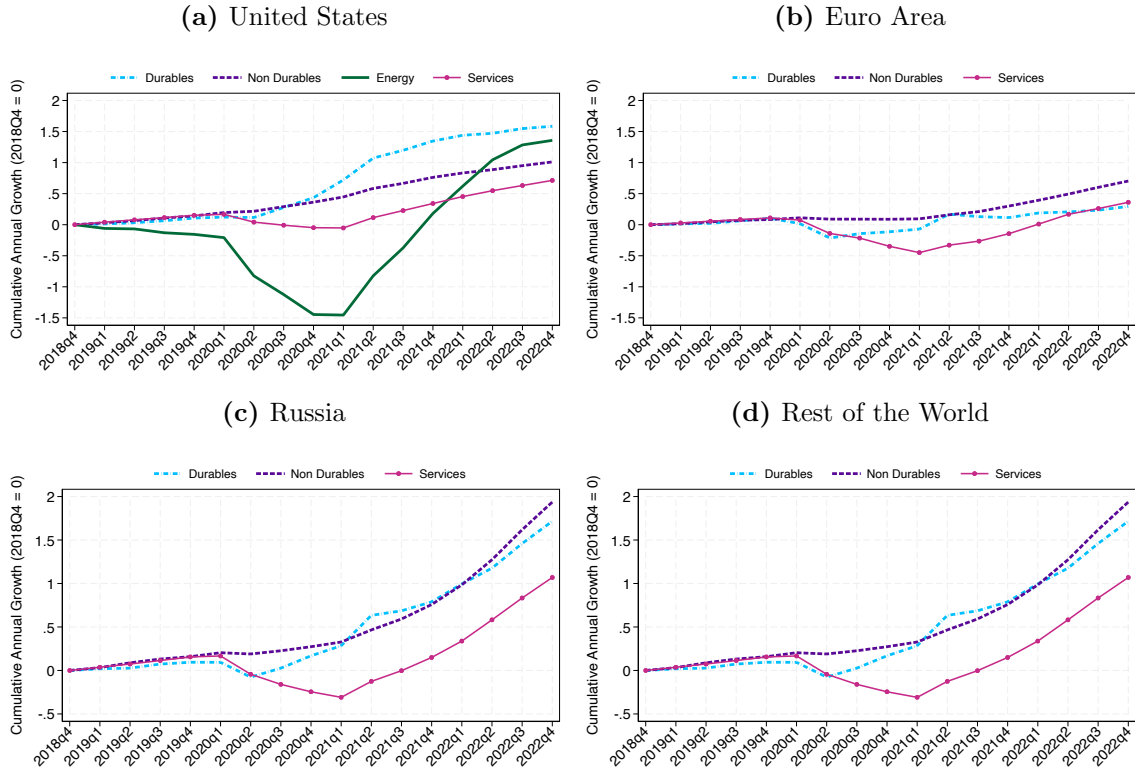 (a) United States
Durables Non Durables Energy Services
Cumulative Annual Growth (2018Q4 = 0)
2
1.5
1
.5
0
-.5
-1
-1.5
2018q4 2019q1 2019q2 2019q3 2019q4 2020q1 2020q2 2020q3 2020q4 2021q1 2021q2 2021q3 2021q4 2022q1 2022q2 2022q3 2022q4
(b) Euro Area
Durables Non Durables Services
Cumulative Annual Growth (2018Q4 = 0)
2
1.5
1
.5
0
-.5
-1
-1.5
2018q4 2019q1 2019q2 2019q3 2019q4 2020q1 2020q2 2020q3 2020q4 2021q1 2021q2 2021q3 2021q4 2022q1 2022q2 2022q3 2022q4
(c) Russia
Durables Non Durables Services
Cumulative Annual Growth (2018Q4 = 0)
2
1.5
1
.5
0
-.5
2018q4 2019q1 2019q2 2019q3 2019q4 2020q1 2020q2 2020q3 2020q4 2021q1 2021q2 2021q3 2021q4 2022q1 2022q2 2022q3 2022q4
(d) Rest of the World
Durables Non Durables Services
Cumulative Annual Growth (2018Q4 = 0)
2
1.5
1
.5
0
-.5
2018q4 2019q1 2019q2 2019q3 2019q4 2020q1 2020q2 2020q3 2020q4 2021q1 2021q2 2021q3 2021q4 2022q1 2022q2 2022q3 2022q4